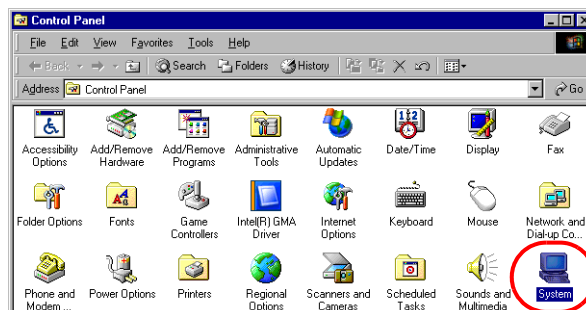 Control Panel
File Edit View Favorites Tools Help
Back Search Folders History
Address Control Panel Go
Accessibility Options
Add/Remove Hardware
Add/Remove Programs
Administrative Tools
Automatic Updates
Date/Time
Display
Fax
Folder Options
Fonts
Game Controllers
Intel(R) GMA Driver
Internet Options
Keyboard
Mouse
Network and Dial-up Co...
Phone and Modem ...
Power Options
Printers
Regional Options
Scanners and Cameras
Scheduled Tasks
Sounds and Multimedia
System